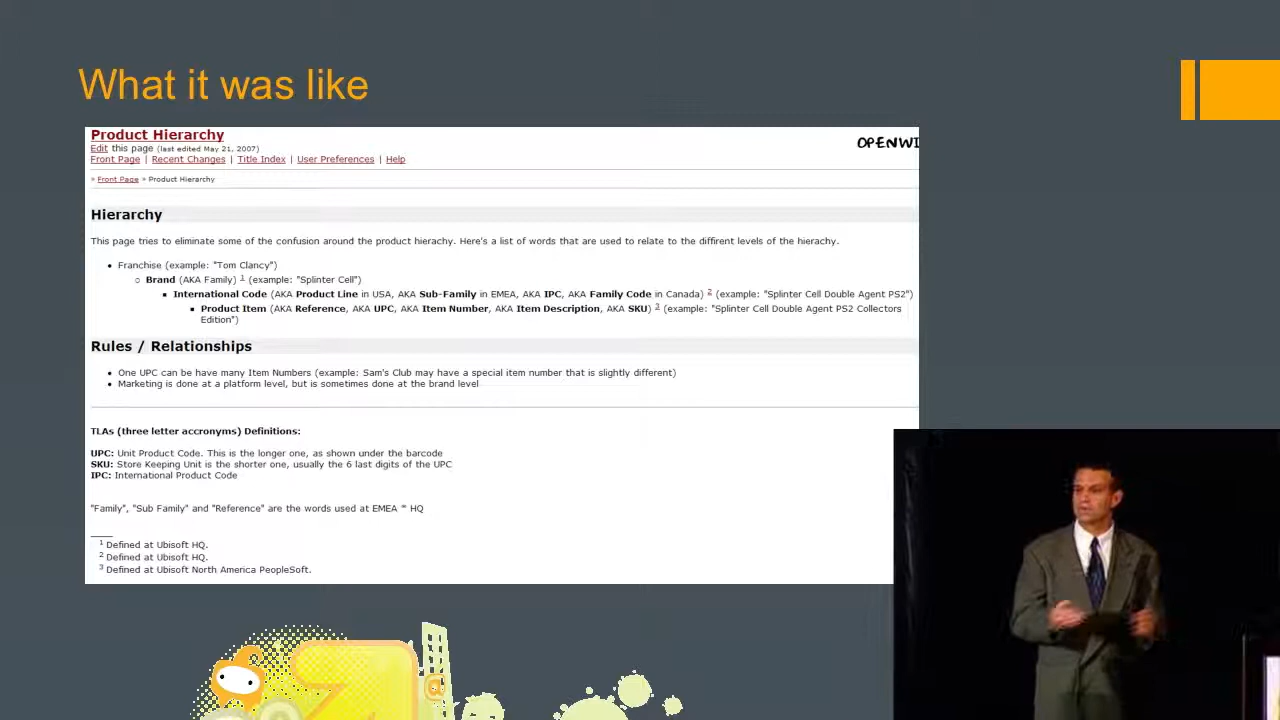 What it was like
Product Hierarchy
Edit this page (last edited May 21, 2007)
OPENWI
Front Page | Recent Changes | Title Index | User Preferences | Help
» Front Page » Product Hierarchy
Hierarchy
This page tries to eliminate some of the confusion around the product hierachy. Here's a list of words that are used to relate to the diffirent levels of the hierachy.
• Franchise (example: "Tom Clancy")
○ Brand (AKA Family) 1 (example: "Splinter Cell")
▪ International Code (AKA Product Line in USA, AKA Sub-Family in EMEA, AKA IPC, AKA Family Code in Canada) 2 (example: "Splinter Cell Double Agent PS2")
▪ Product Item (AKA Reference, AKA UPC, AKA Item Number, AKA Item Description, AKA SKU) 3 (example: "Splinter Cell Double Agent PS2 Collectors
Edition")
Rules / Relationships
• One UPC can be have many Item Numbers (example: Sam's Club may have a special item number that is slightly different)
• Marketing is done at a platform level, but is sometimes done at the brand level
TLAs (three letter accronyms) Definitions:
UPC: Unit Product Code. This is the longer one, as shown under the barcode
SKU: Store Keeping Unit is the shorter one, usually the 6 last digits of the UPC
IPC: International Product Code
"Family", "Sub Family" and "Reference" are the words used at EMEA ~ HQ
1 Defined at Ubisoft HQ.
2 Defined at Ubisoft HQ.
3 Defined at Ubisoft North America PeopleSoft.
@